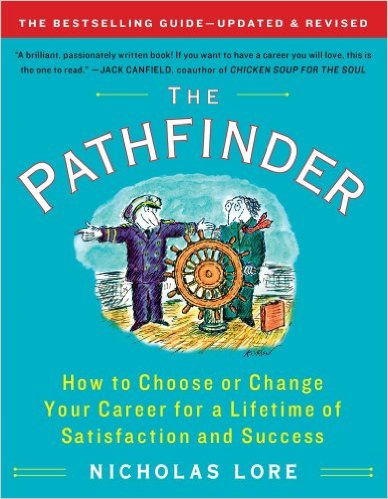 THE BESTSELLING GUIDE—UPDATED & REVISED
"A brilliant, passionately written book! If you want to have a career you will love, this
is the one to read." —JACK CANFIELD, coauthor of CHICKEN SOUP FOR THE SOUL
THE
PATHFINDER
How to Choose or Change
Your Career for a Lifetime of
Satisfaction and Success
NICHOLAS LORE